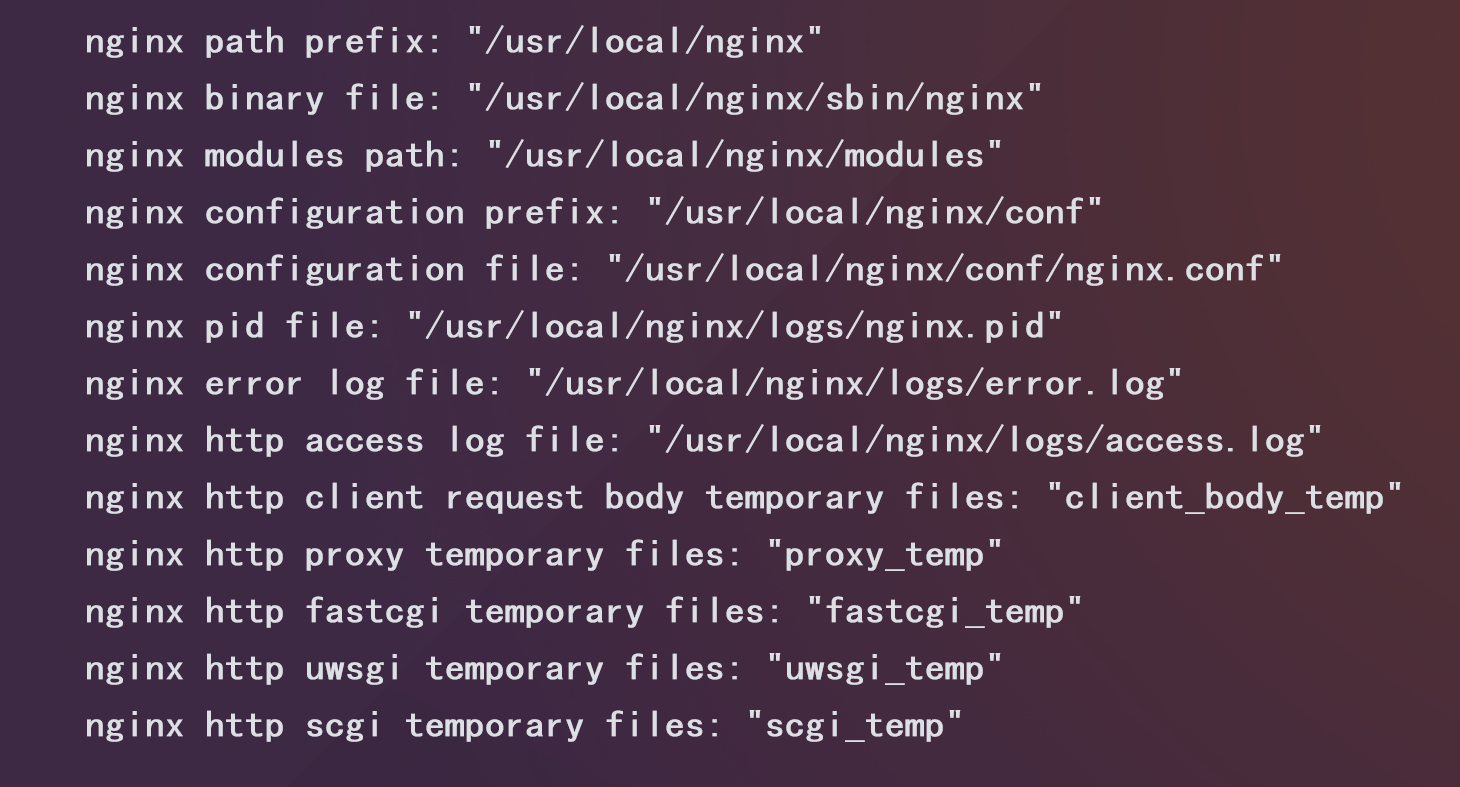 nginx path prefix: "/usr/local/nginx"
nginx binary file: "/usr/local/nginx/sbin/nginx"
nginx modules path: "/usr/local/nginx/modules"
nginx configuration prefix: "/usr/local/nginx/conf"
nginx configuration file: "/usr/local/nginx/conf/nginx.conf"
nginx pid file: "/usr/local/nginx/logs/nginx.pid"
nginx error log file: "/usr/local/nginx/logs/error.log"
nginx http access log file: "/usr/local/nginx/logs/access.log"
nginx http client request body temporary files: "client_body_temp"
nginx http proxy temporary files: "proxy_temp"
nginx http fastcgi temporary files: "fastcgi_temp"
nginx http uwsgi temporary files: "uwsgi_temp"
nginx http scgi temporary files: "scgi_temp"